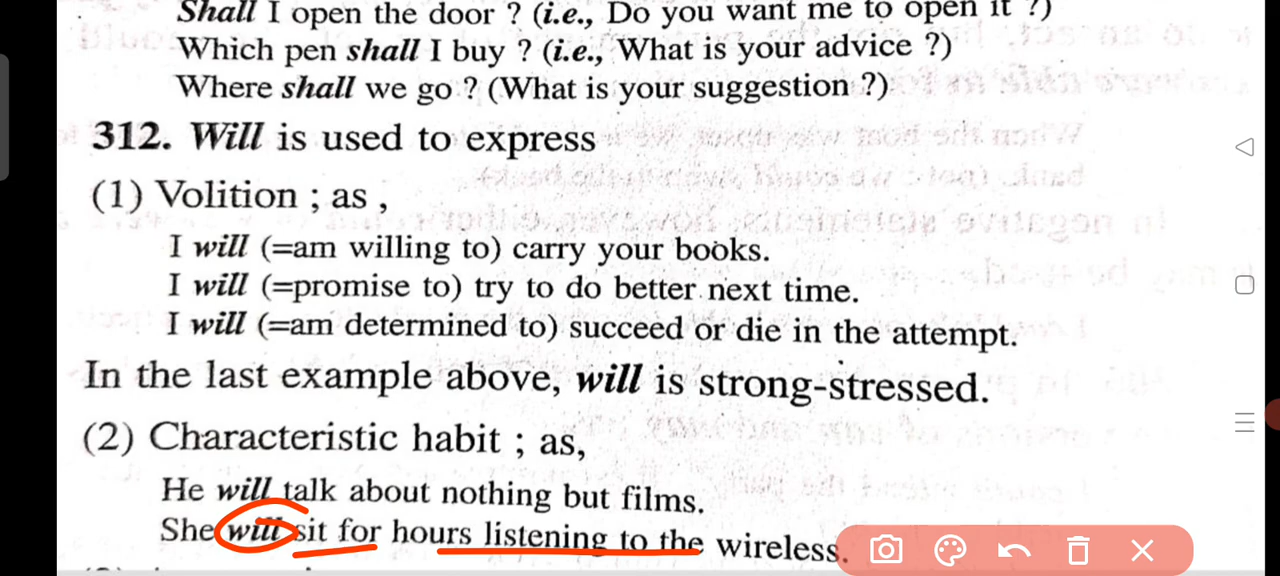 Shall I open the door ? (i.e., Do you want me to open it ?)
Which pen shall I buy ? (i.e., What is your advice ?)
Where shall we go ? (What is your suggestion ?)
312. Will is used to express
(1) Volition ; as ,
I will (=am willing to) carry your books.
I will (=promise to) try to do better next time.
I will (=am determined to) succeed or die in the attempt.
In the last example above, will is strong-stressed.
(2) Characteristic habit ; as,
He will talk about nothing but films.
She will sit for hours listening to the wireless.